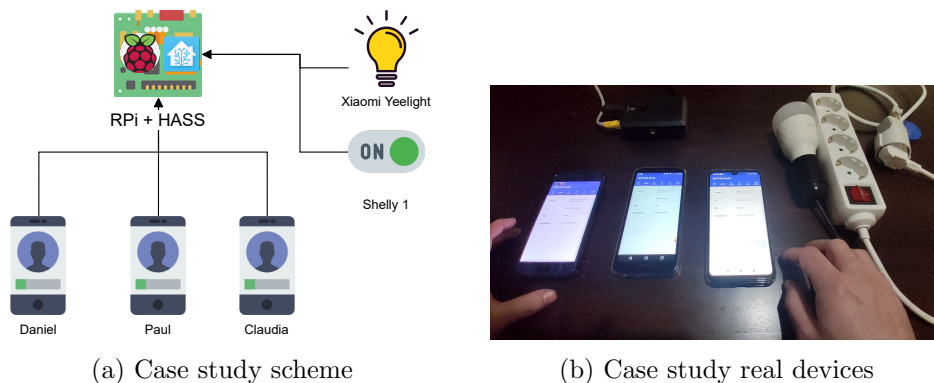 Xiaomi Yeelight
RPi + HASS
ON
Shelly 1
Daniel
Paul
Claudia
(a) Case study scheme
(b) Case study real devices